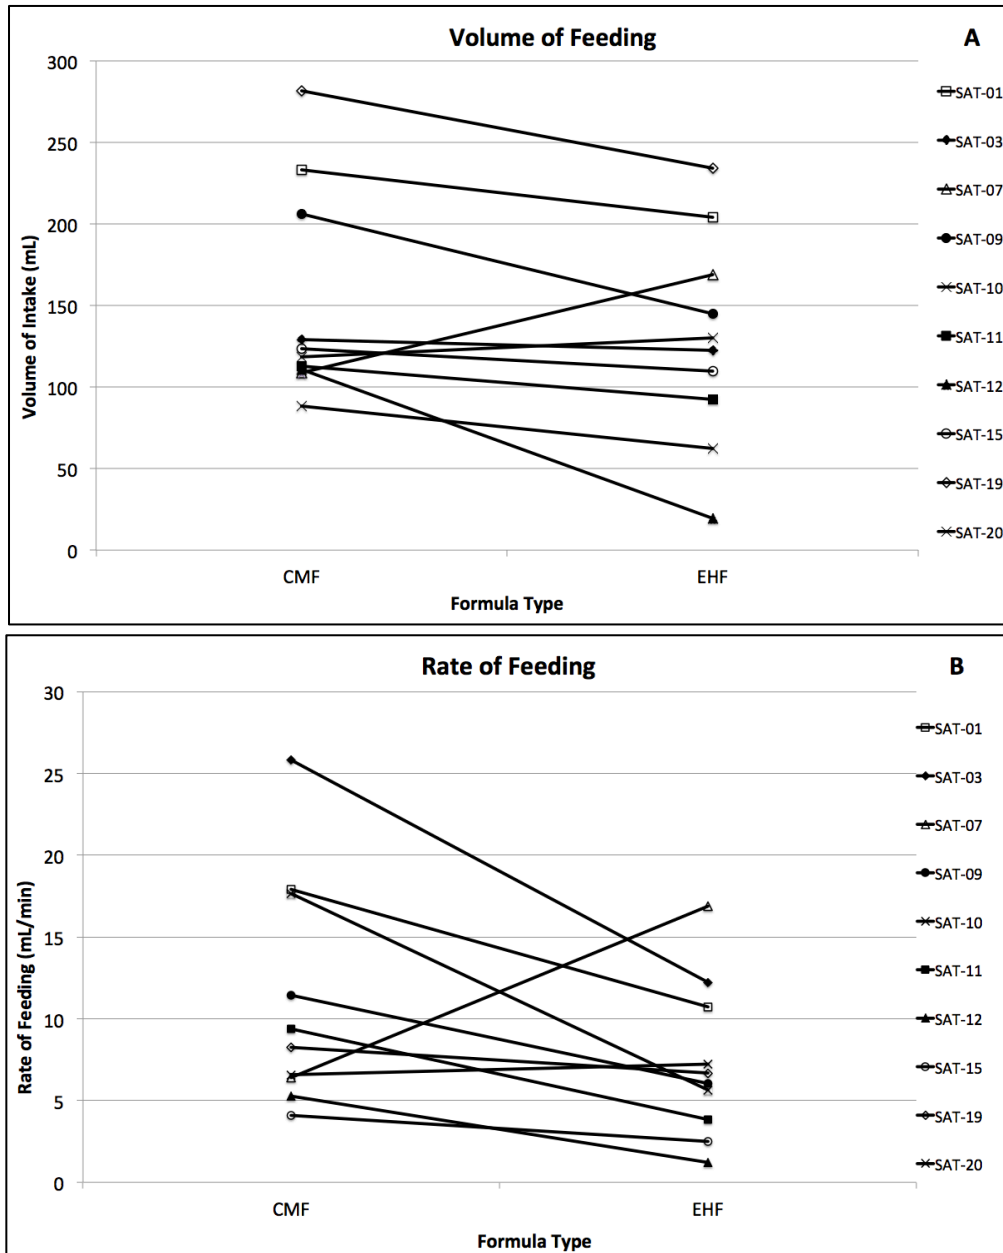 Volume of Feeding
A
300
250
200
150
100
50
0
Volume of Intake (mL)
CMF
EHF
Formula Type
SAT-01
SAT-03
SAT-07
SAT-09
SAT-10
SAT-11
SAT-12
SAT-15
SAT-19
SAT-20
Rate of Feeding
B
30
25
20
15
10
5
0
Rate of Feeding (mL/min)
CMF
EHF
Formula Type
SAT-01
SAT-03
SAT-07
SAT-09
SAT-10
SAT-11
SAT-12
SAT-15
SAT-19
SAT-20